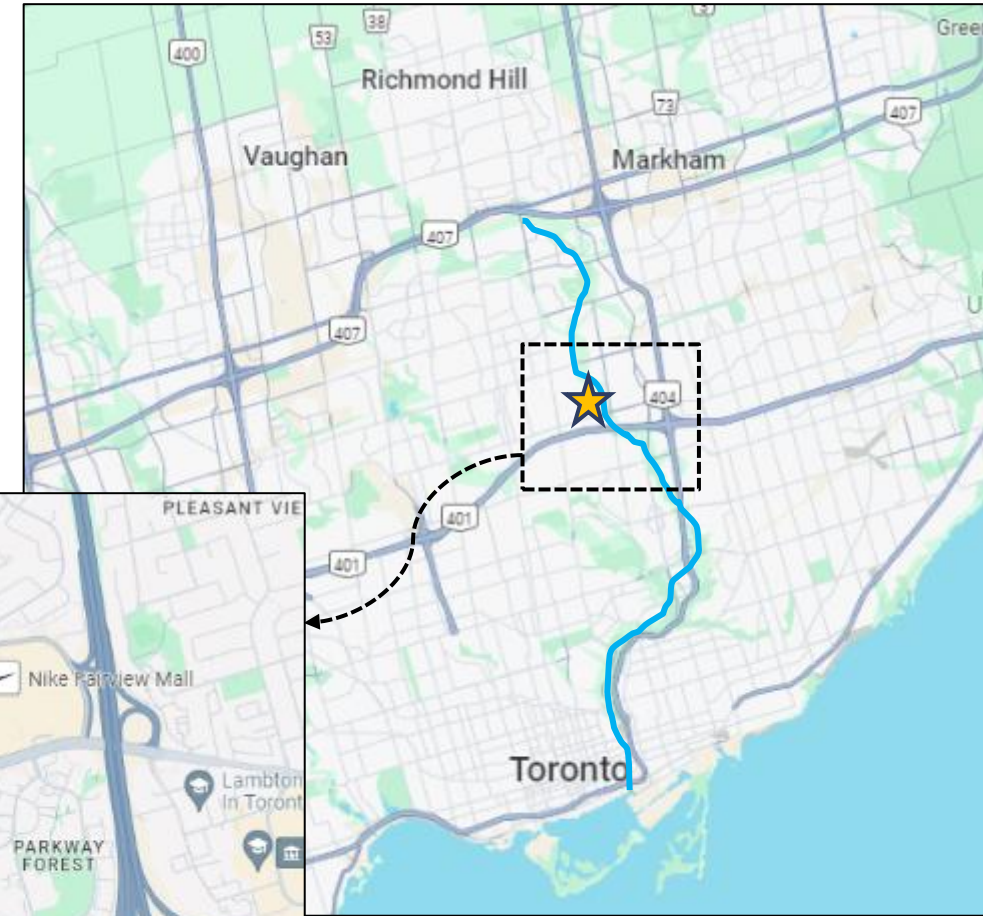 38
53
400
Richmond Hill
73
407
Vaughan
Markham
407
407
404
401
401
Toronto
PLEASANT VIE
Nike Fairview Mall
Lambton
In Toront
PARKWAY
FOREST